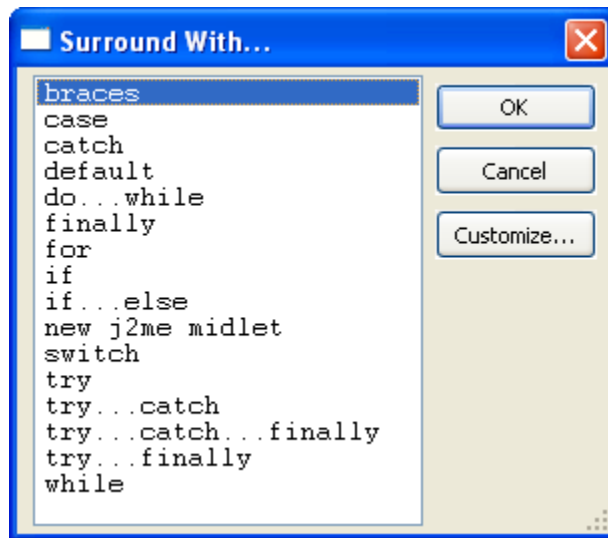 Surround With...
braces
case
catch
default
do...while
finally
for
if
if...else
new j2me midlet
switch
try
try...catch
try...catch...finally
try...finally
while
OK
Cancel
Customize...